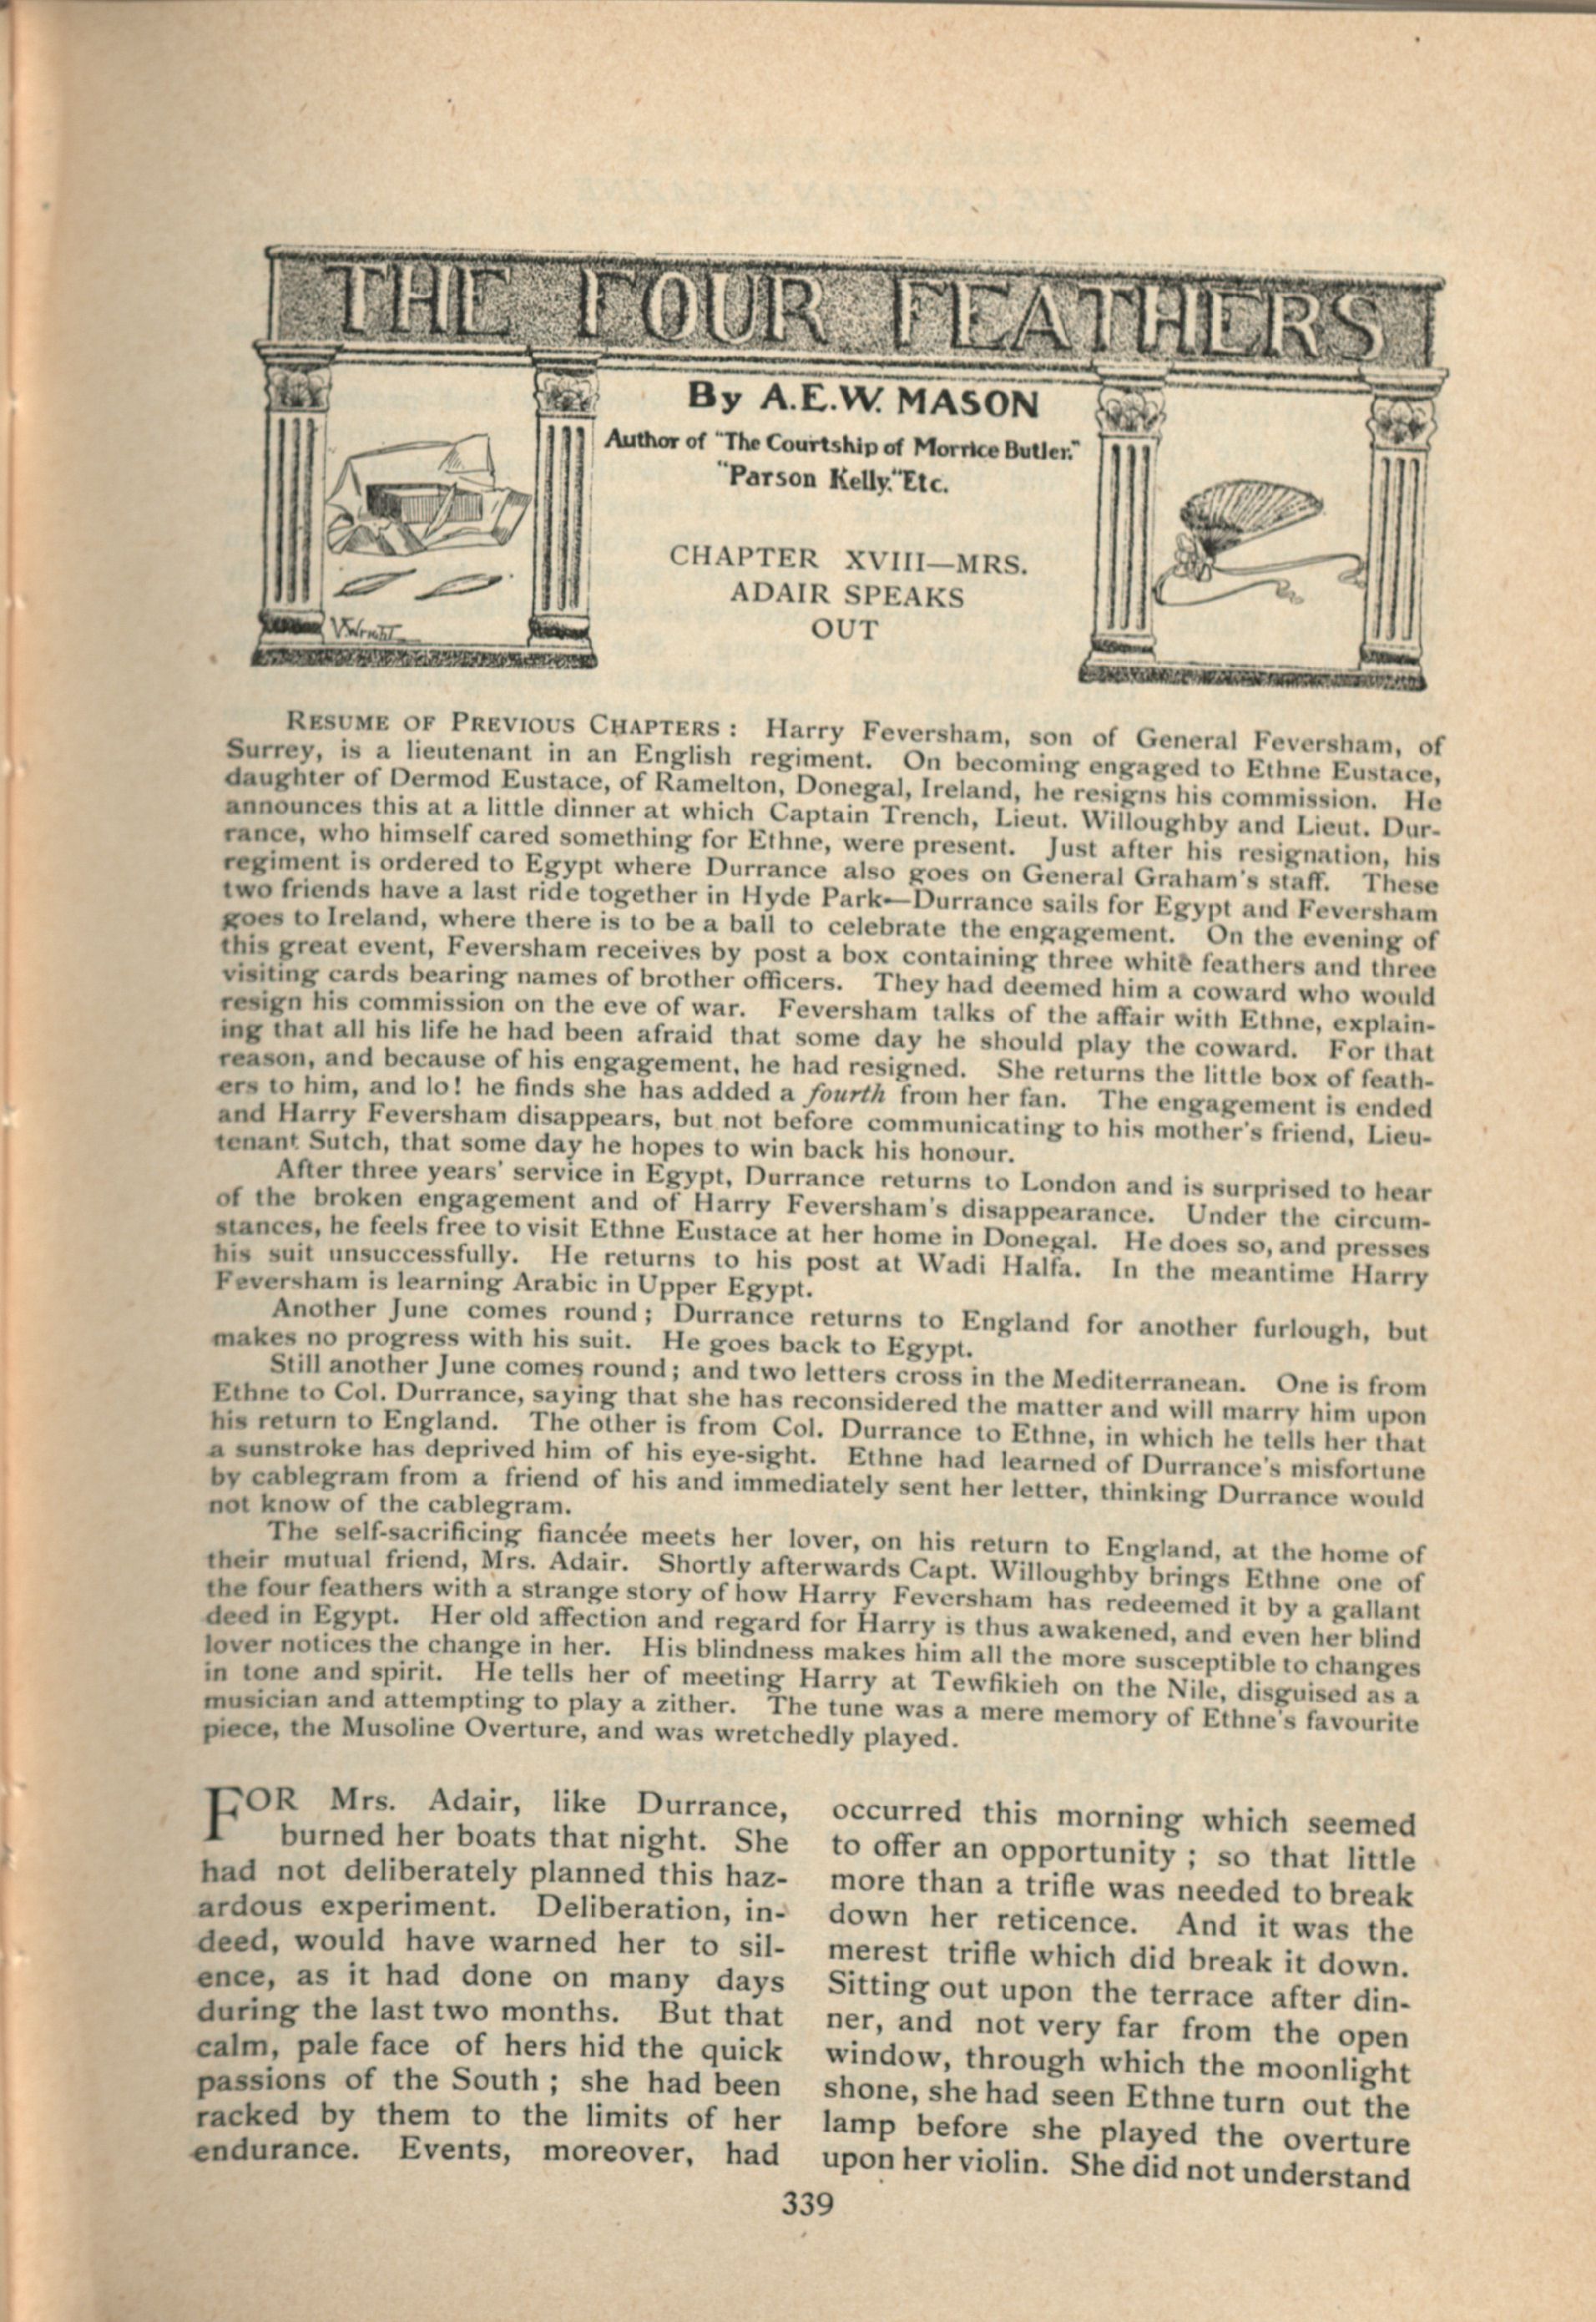 THE FOUR FEATHERS
By A.E.W. MASON
Author of "The Courtship of Morrice Butler."
"Parson Kelly." Etc.
CHAPTER XVIII—MRS.
ADAIR SPEAKS
OUT
RESUME OF PREVIOUS CHAPTERS : Harry Feversham, son of General Feversham, of
Surrey, is a lieutenant in an English regiment. On becoming engaged to Ethne Eustace,
daughter of Dermod Eustace, of Ramelton, Donegal, Ireland, he resigns his commission. He
announces this at a little dinner at which Captain Trench, Lieut. Willoughby and Lieut. Dur-
rance, who himself cared something for Ethne, were present. Just after his resignation, his
regiment is ordered to Egypt where Durrance also goes on General Graham's staff. These
two friends have a last ride together in Hyde Park—Durrance sails for Egypt and Feversham
goes to Ireland, where there is to be a ball to celebrate the engagement. On the evening of
this great event, Feversham receives by post a box containing three white feathers and three
visiting cards bearing names of brother officers. They had deemed him a coward who would
resign his commission on the eve of war. Feversham talks of the affair with Ethne, explain-
ing that all his life he had been afraid that some day he should play the coward. For that
reason, and because of his engagement, he had resigned. She returns the little box of feath-
ers to him, and lo! he finds she has added a fourth from her fan. The engagement is ended
and Harry Feversham disappears, but not before communicating to his mother's friend, Lieu-
tenant Sutch, that some day he hopes to win back his honour.
After three years' service in Egypt, Durrance returns to London and is surprised to hear
of the broken engagement and of Harry Feversham's disappearance. Under the circum-
stances, he feels free to visit Ethne Eustace at her home in Donegal. He does so, and presses
his suit unsuccessfully. He returns to his post at Wadi Halfa. In the meantime Harry
Feversham is learning Arabic in Upper Egypt.
Another June comes round ; Durrance returns to England for another furlough, but
makes no progress with his suit. He goes back to Egypt.
Still another June comes round ; and two letters cross in the Mediterranean. One is from
Ethne to Col. Durrance, saying that she has reconsidered the matter and will marry him upon
his return to England. The other is from Col. Durrance to Ethne, in which he tells her that
a sunstroke has deprived him of his eye-sight. Ethne had learned of Durrance's misfortune
by cablegram from a friend of his and immediately sent her letter, thinking Durrance would
not know of the cablegram.
The self-sacrificing fiancée meets her lover, on his return to England, at the home of
their mutual friend, Mrs. Adair. Shortly afterwards Capt. Willoughby brings Ethne one of
the four feathers with a strange story of how Harry Feversham has redeemed it by a gallant
deed in Egypt. Her old affection and regard for Harry is thus awakened, and even her blind
lover notices the change in her. His blindness makes him all the more susceptible to changes
in tone and spirit. He tells her of meeting Harry at Tewfikieh on the Nile, disguised as a
musician and attempting to play a zither. The tune was a mere memory of Ethne's favourite
piece, the Musoline Overture, and was wretchedly played.
FOR Mrs. Adair, like Durrance,
burned her boats that night. She
had not deliberately planned this haz-
ardous experiment. Deliberation, in-
deed, would have warned her to sil-
ence, as it had done on many days
during the last two months. But that
calm, pale face of hers hid the quick
passions of the South ; she had been
racked by them to the limits of her
endurance. Events, moreover, had
occurred this morning which seemed
to offer an opportunity ; so that little
more than a trifle was needed to break
down her reticence. And it was the
merest trifle which did break it down.
Sitting out upon the terrace after din-
ner, and not very far from the open
window, through which the moonlight
shone, she had seen Ethne turn out the
lamp before she played the overture
upon her violin. She did not understand
339